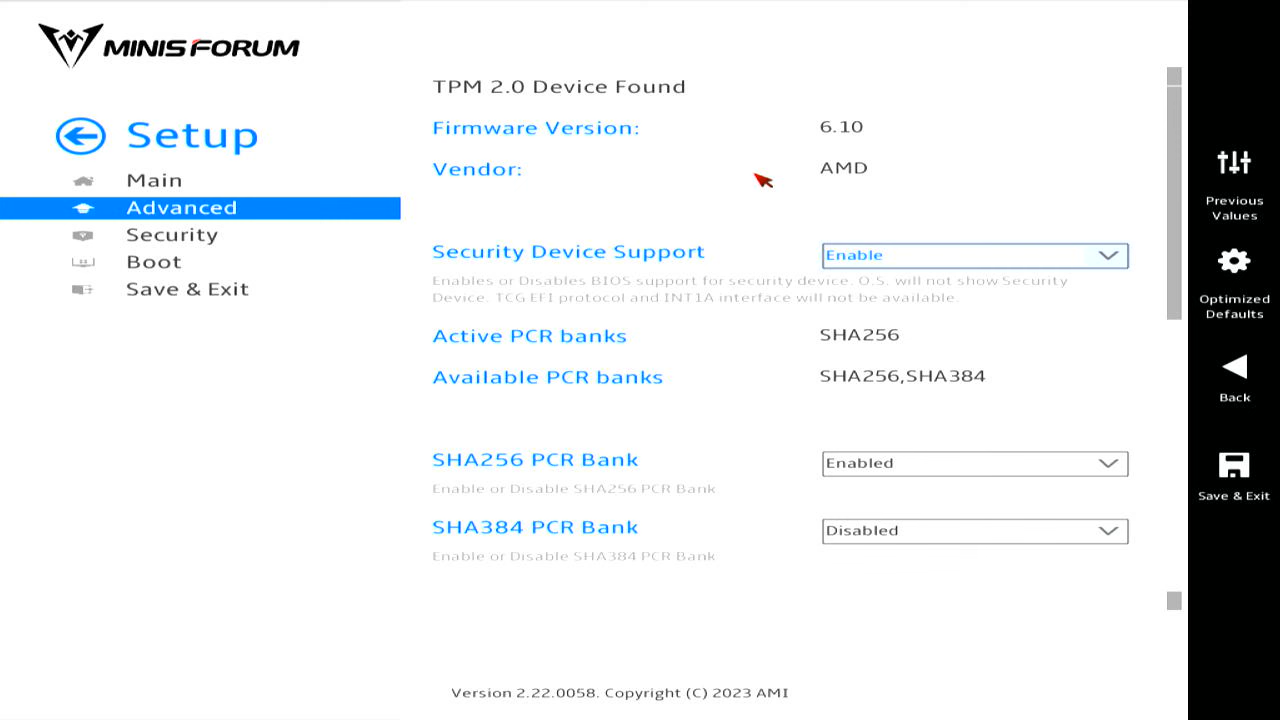 MINISFORUM
Setup
Main
Advanced
Security
Boot
Save & Exit
TPM 2.0 Device Found
Firmware Version: 6.10
Vendor: AMD
Security Device Support Enable
Enables or Disables BIOS support for security device. O.S. will not show Security
Device. TCG EFI protocol and INT1A interface will not be available.
Active PCR banks SHA256
Available PCR banks SHA256,SHA384
SHA256 PCR Bank Enabled
Enable or Disable SHA256 PCR Bank
SHA384 PCR Bank Disabled
Enable or Disable SHA384 PCR Bank
Version 2.22.0058. Copyright (C) 2023 AMI
Previous
Values
Optimized
Defaults
Back
Save & Exit